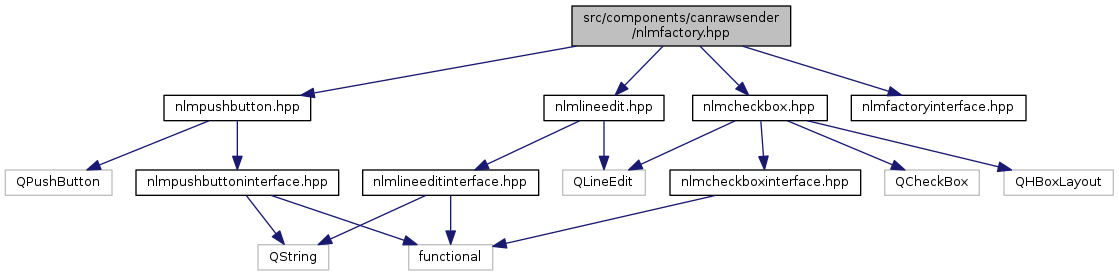 src/components/canrawsender
/nlmfactory.hpp
nlmpushbutton.hpp
nlmlineedit.hpp
nlmcheckbox.hpp
nlmfactoryinterface.hpp
QPushButton
nlmpushbuttoninterface.hpp
nlmlineeditinterface.hpp
QLineEdit
nlmcheckboxinterface.hpp
QCheckBox
QHBoxLayout
QString
functional